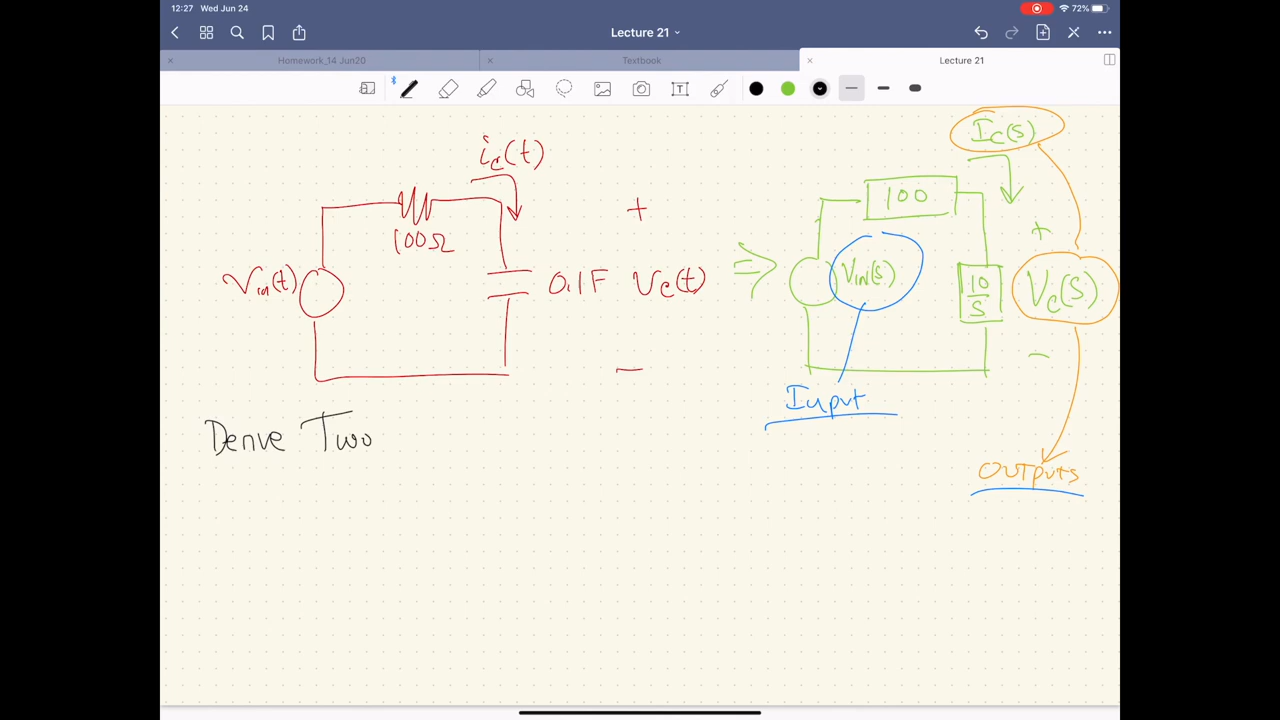 12:27 Wed Jun 24
72%
Lecture 21
Homework_14 Jun20
Textbook
Lecture 21
ic(t)
100Ω
+
Vin(t)
0.1F
Vc(t)
−
⇒
Ic(s)
100
+
VIN(s)
10/s
Vc(s)
−
Input
Outputs
Derive Two